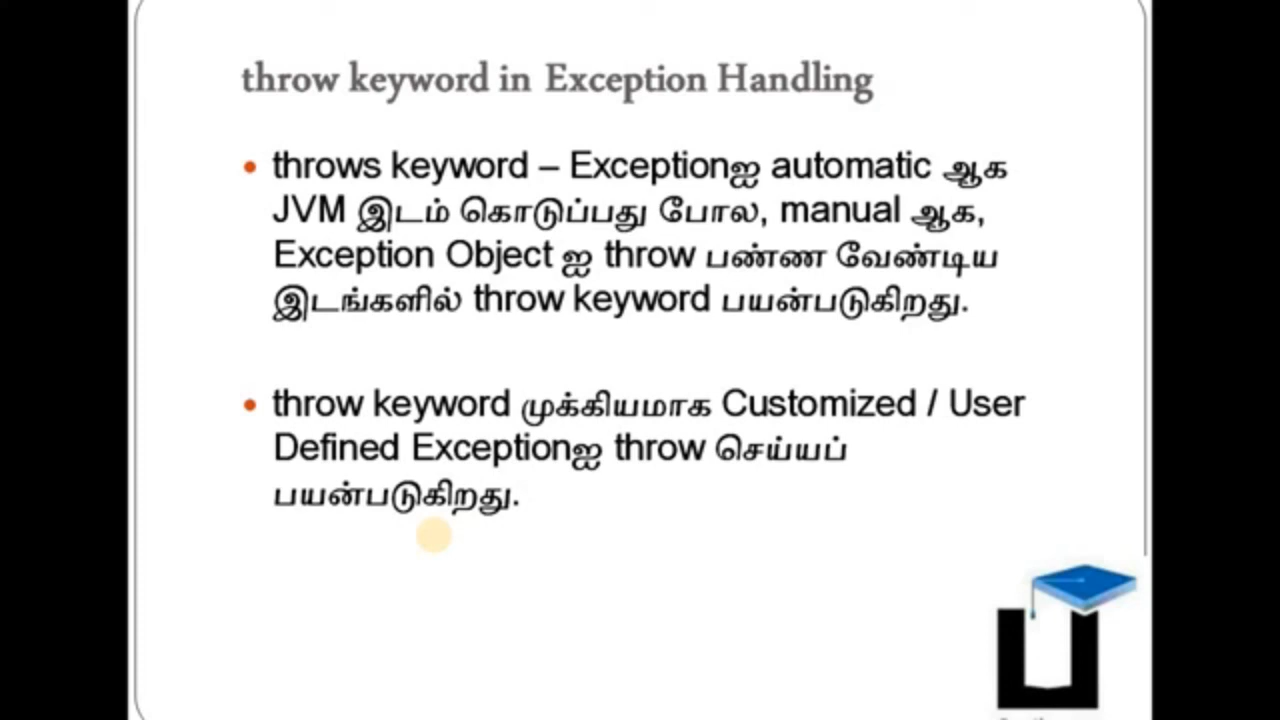 throw keyword in Exception Handling
throws keyword – Exceptionஐ automatic ஆக
JVM இடம் கொடுப்பது போல, manual ஆக,
Exception Object ஐ throw பண்ண வேண்டிய
இடங்களில் throw keyword பயன்படுகிறது.
throw keyword முக்கியமாக Customized / User
Defined Exceptionஐ throw செய்யப்
பயன்படுகிறது.